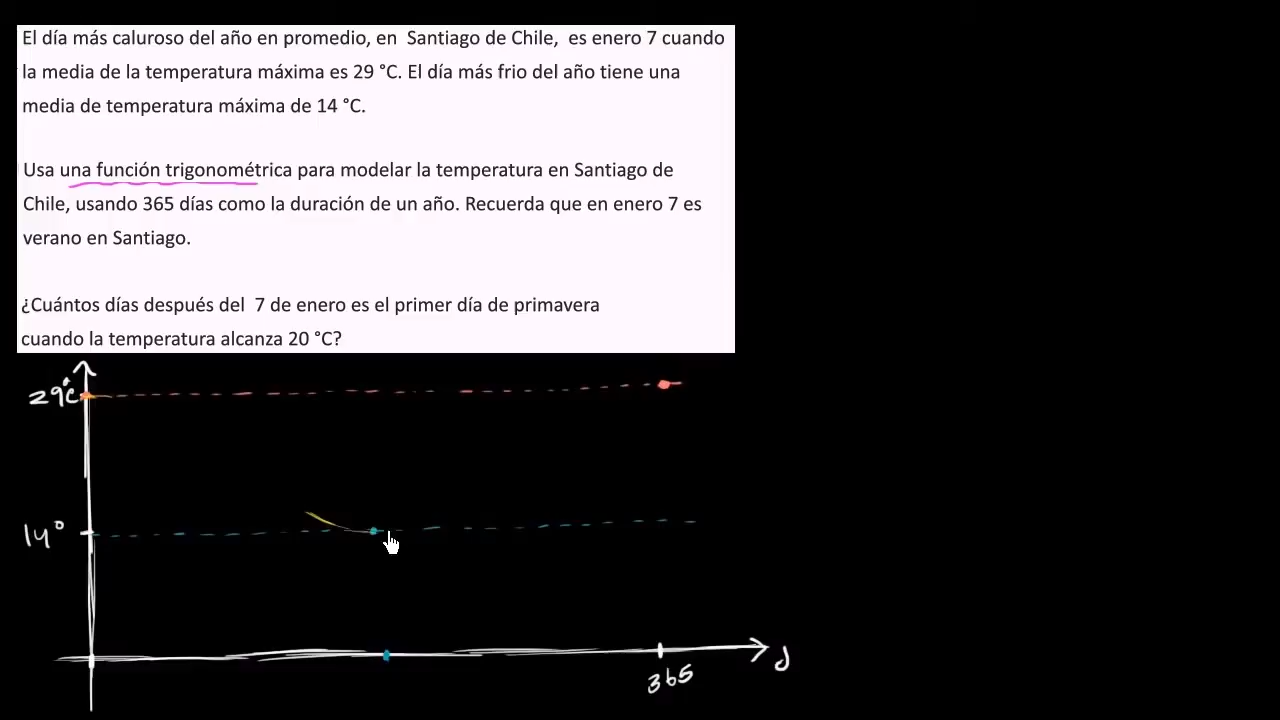 El día más caluroso del año en promedio, en Santiago de Chile, es enero 7 cuando
la media de la temperatura máxima es 29 °C. El día más frio del año tiene una
media de temperatura máxima de 14 °C.
Usa una función trigonométrica para modelar la temperatura en Santiago de
Chile, usando 365 días como la duración de un año. Recuerda que en enero 7 es
verano en Santiago.
¿Cuántos días después del 7 de enero es el primer día de primavera
cuando la temperatura alcanza 20 °C?
29°C
14°
365
d